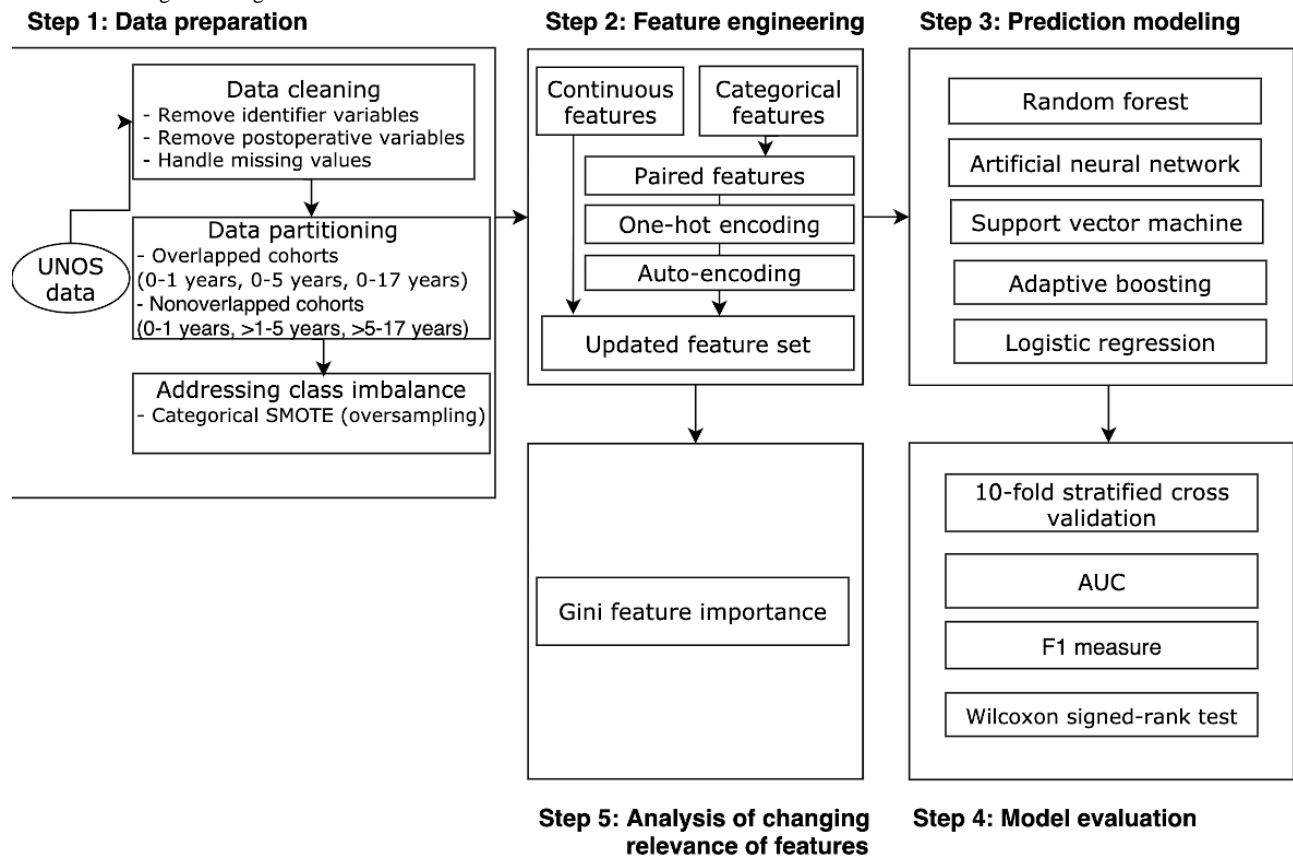 Step 1: Data preparation
Data cleaning
- Remove identifier variables
- Remove postoperative variables
- Handle missing values
UNOS
data
Data partitioning
- Overlapped cohorts
(0-1 years, 0-5 years, 0-17 years)
- Nonoverlapped cohorts
(0-1 years, >1-5 years, >5-17 years)
Addressing class imbalance
- Categorical SMOTE (oversampling)
Step 2: Feature engineering
Continuous
features
Categorical
features
Paired features
One-hot encoding
Auto-encoding
Updated feature set
Step 3: Prediction modeling
Random forest
Artificial neural network
Support vector machine
Adaptive boosting
Logistic regression
10-fold stratified cross
validation
AUC
F1 measure
Wilcoxon signed-rank test
Step 4: Model evaluation
Gini feature importance
Step 5: Analysis of changing
relevance of features